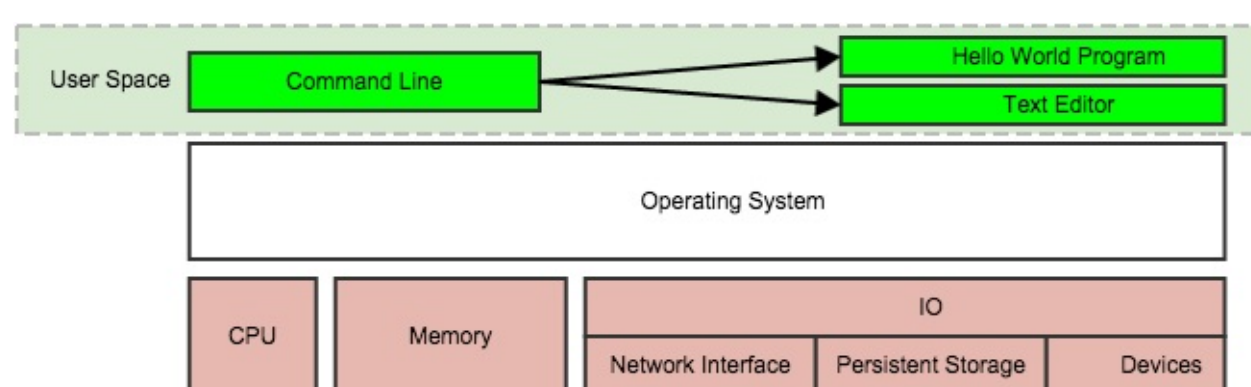 User Space
Command Line
Hello World Program
Text Editor
Operating System
CPU
Memory
IO
Network Interface
Persistent Storage
Devices